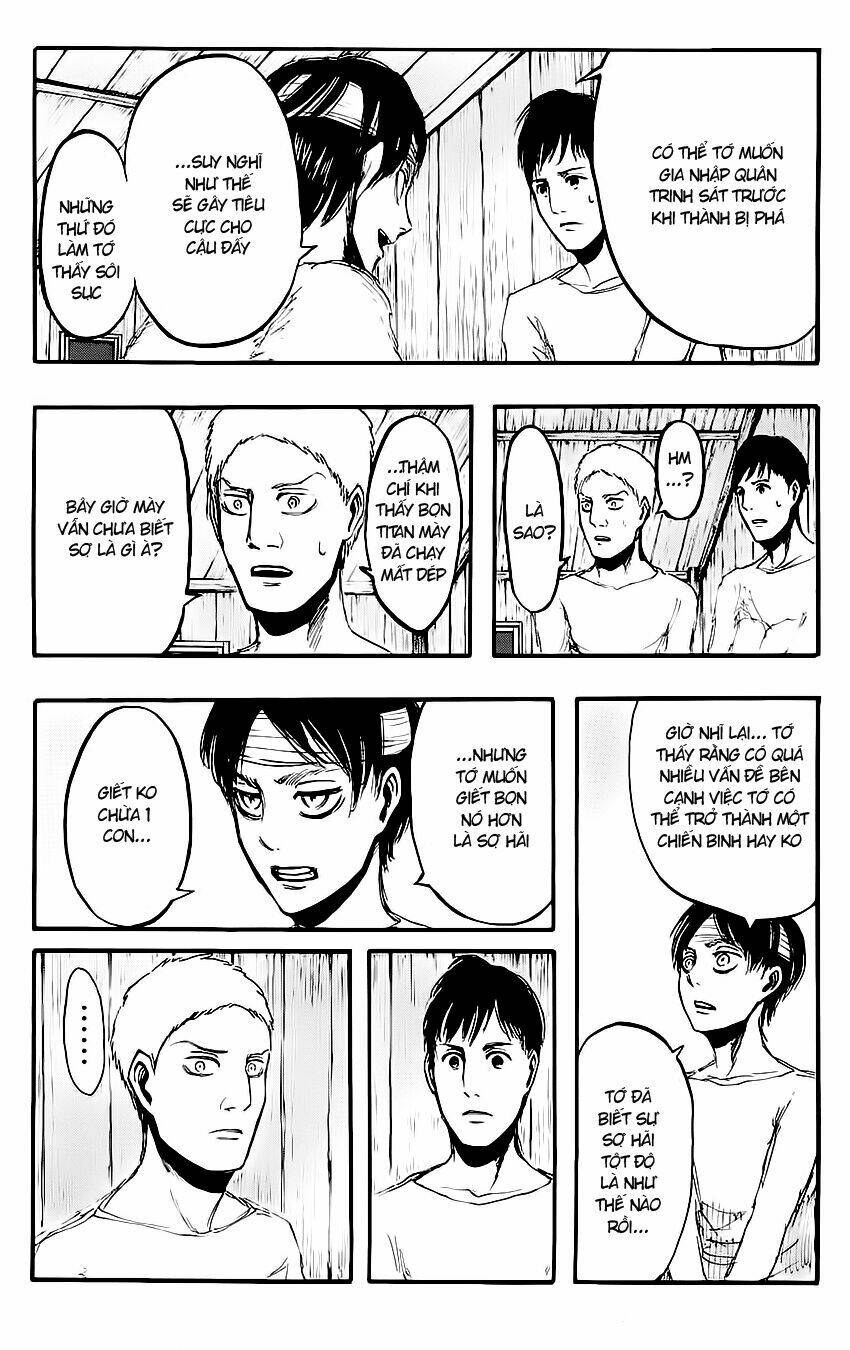 CÓ THỂ TỚ MUỐN
GIA NHẬP QUÂN
TRINH SÁT TRƯỚC
KHI THÀNH BỊ PHÁ
...SUY NGHĨ
NHƯ THẾ
SẼ GÂY TIÊU
CỰC CHO
CẬU ĐẤY
NHỮNG
THỨ ĐÓ
LÀM TỚ
THẤY SÔI
SỤC
HM
...?
LÀ
SAO?
...THẬM
CHÍ KHI
THẤY BỌN
TITAN MÀY
ĐÃ CHẠY
MẤT DÉP
BÂY GIỜ MÀY
VẪN CHƯA BIẾT
SỢ LÀ GÌ À?
GIỜ NHĨ LẠI... TỚ
THẤY RẰNG CÓ QUÁ
NHIỀU VẤN ĐỀ BÊN
CẠNH VIỆC TỚ CÓ
THỂ TRỞ THÀNH MỘT
CHIẾN BINH HAY KO
TỚ ĐÃ
BIẾT SỰ
SỢ HÃI
TỘT ĐỘ
LÀ NHƯ
THẾ NÀO
RỒI...
...NHƯNG
TỚ MUỐN
GIẾT BỌN
NÓ HƠN
LÀ SỢ HÃI
GIẾT KO
CHỪA 1
CON...
......